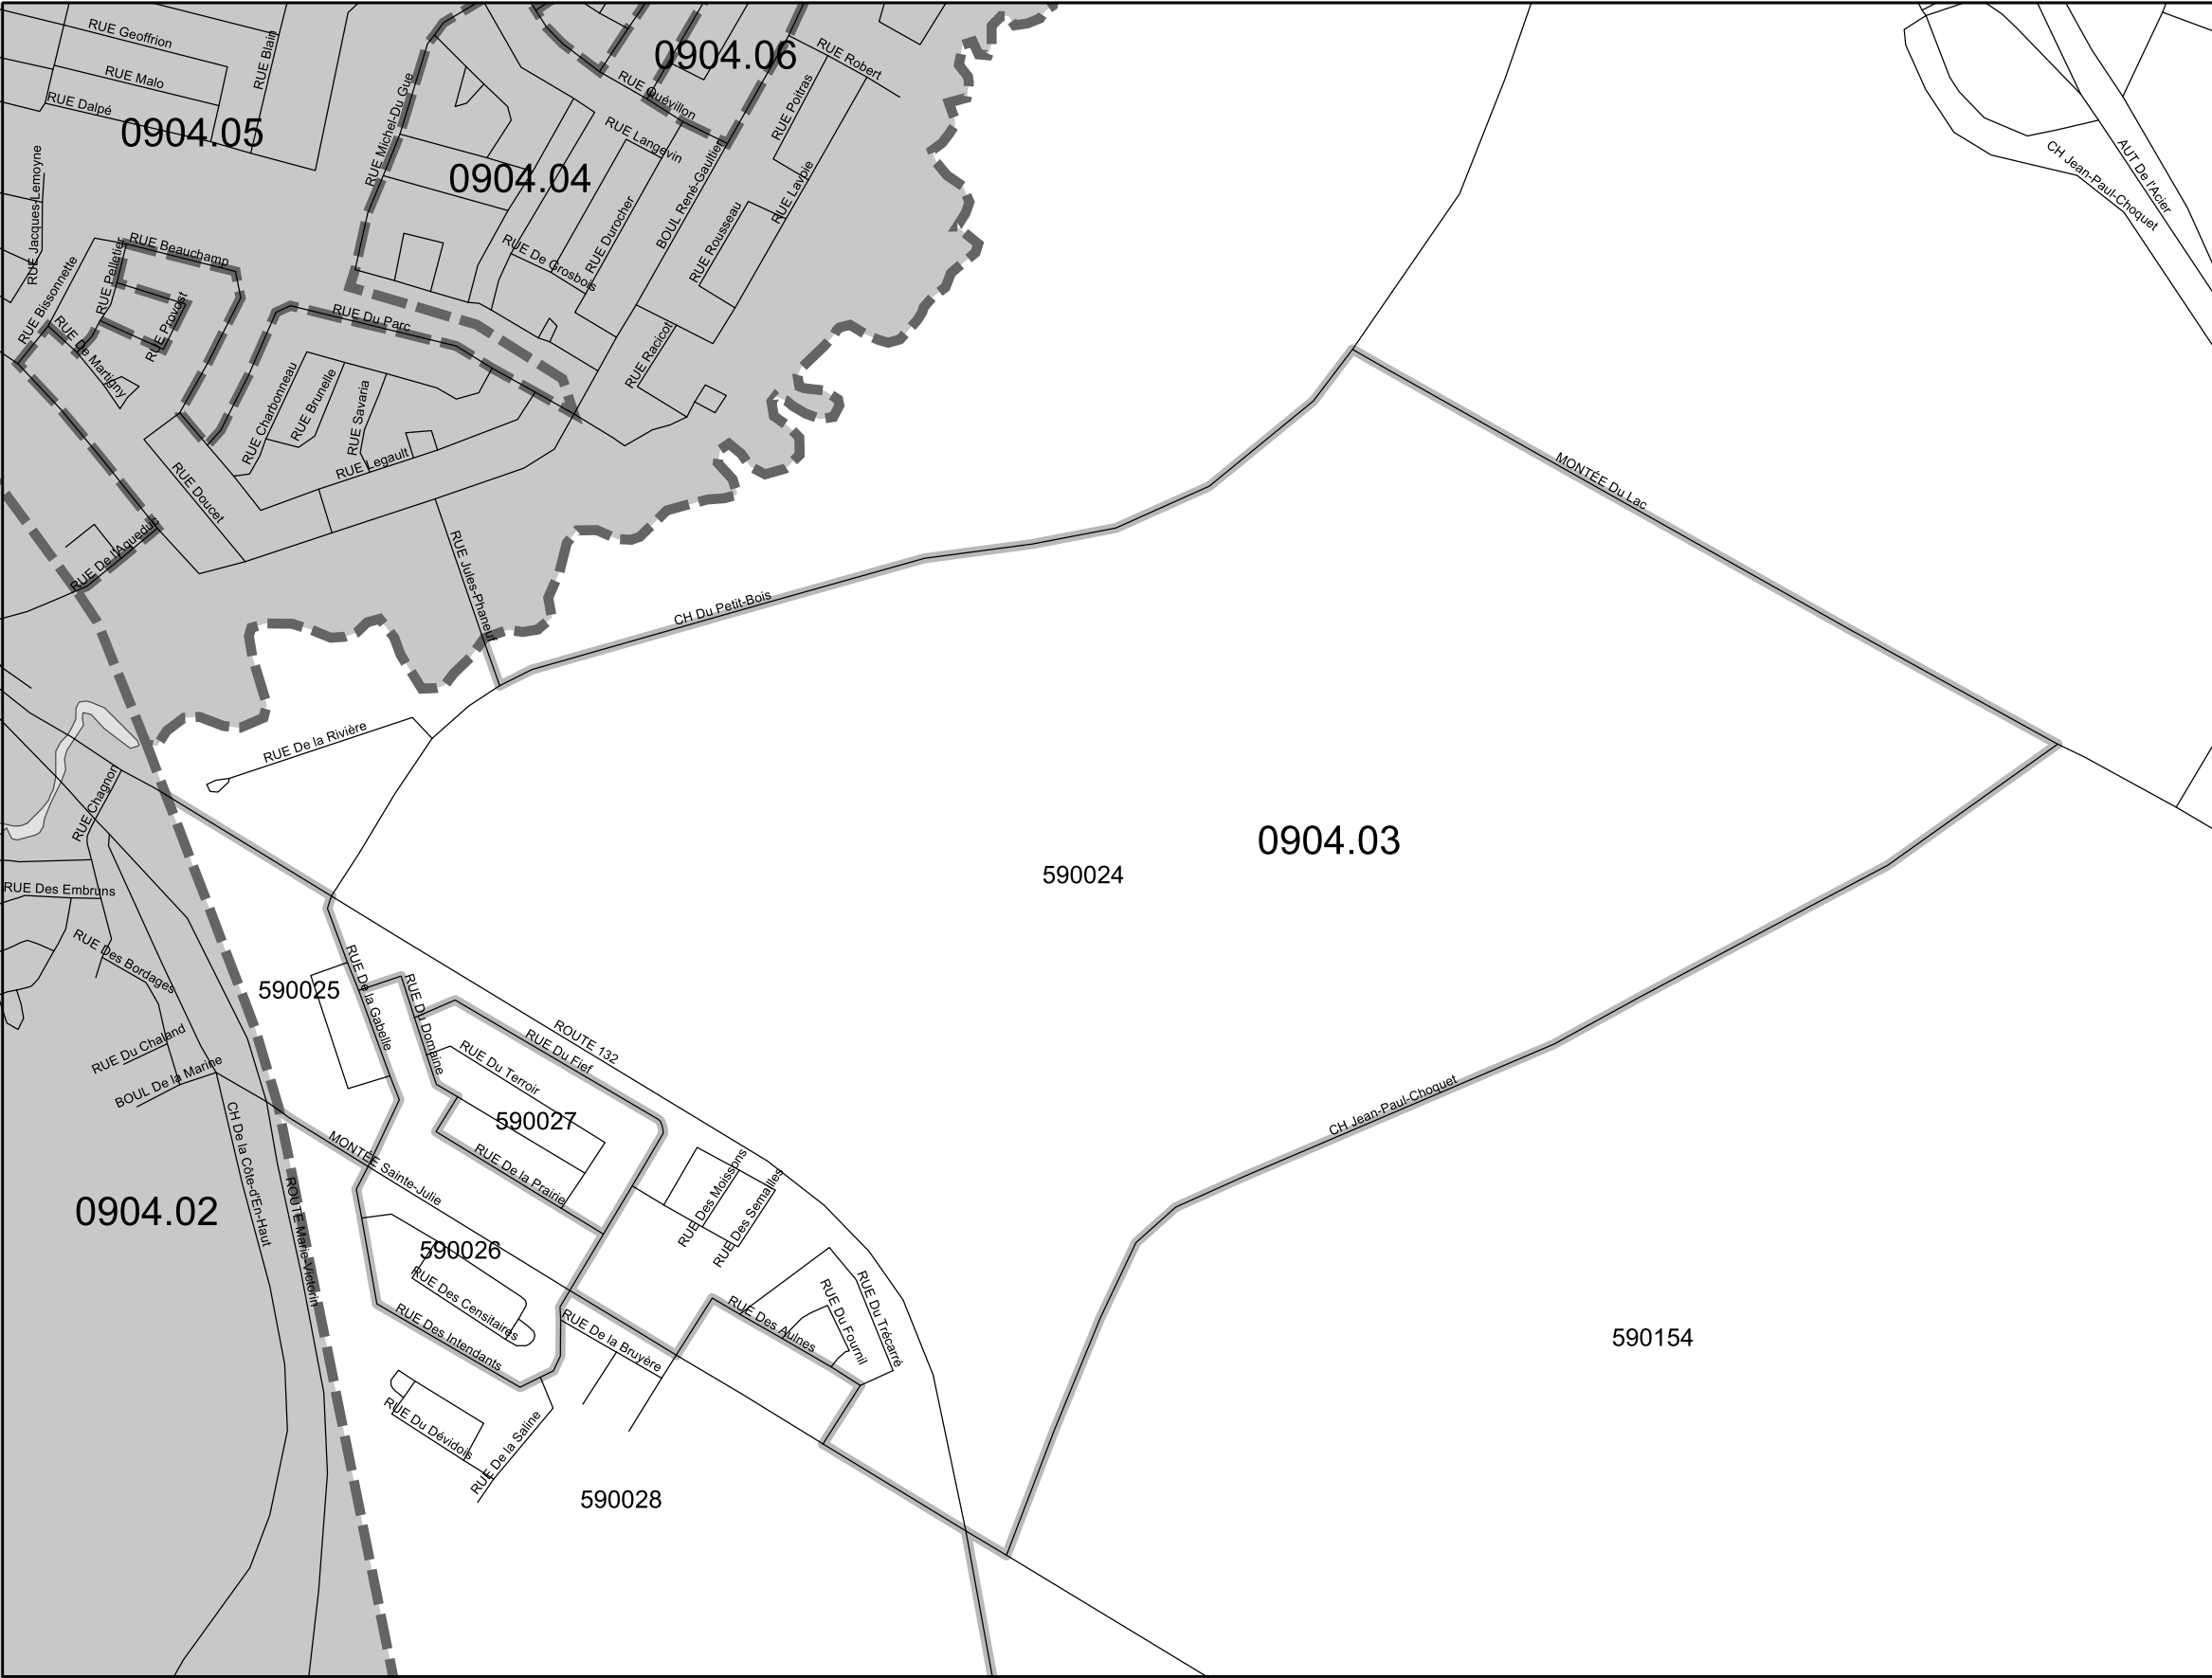 0904.06
RUE Geoffrion
RUE Blain
RUE Malo
RUE Dalpé
0904.05
RUE Robert
RUE Quévillon
RUE Poitras
RUE Michel-Du Gue
RUE Langevin
0904.04
AUT De l'Acier
CH Jean-Paul-Choquet
RUE Jacques-Lemoyne
BOUL René-Gaultier
RUE Lavoie
RUE Durocher
RUE Rousseau
RUE De Grosbois
RUE Beauchamp
RUE Pelletier
RUE Bissonnette
RUE Provost
RUE Du Parc
RUE De Martigny
RUE Racicot
RUE Charbonneau
RUE Brunelle
RUE Savaria
RUE Legault
RUE Doucet
RUE De l'Aqueduc
RUE Jules-Phaneuf
MONTÉE Du Lac
CH Du Petit-Bois
RUE De la Rivière
RUE Chagnon
0904.03
590024
RUE Des Embruns
RUE Des Bordages
RUE De la Gabelle
590025
RUE Du Domaine
ROUTE 132
RUE Du Fief
RUE Du Terroir
RUE Du Chaland
BOUL De la Marine
590027
CH De la Côte-d'En-Haut
MONTÉE Sainte-Julie
RUE De la Prairie
RUE Des Moissons
RUE Des Semailles
CH Jean-Paul-Choquet
0904.02
ROUTE Marie-Victorin
590026
RUE Des Censitaires
RUE Des Intendants
RUE De la Bruyère
RUE Des Aulnes
RUE Du Fournil
RUE Du Trécarré
590154
RUE Du Dévidois
RUE De la Saline
590028